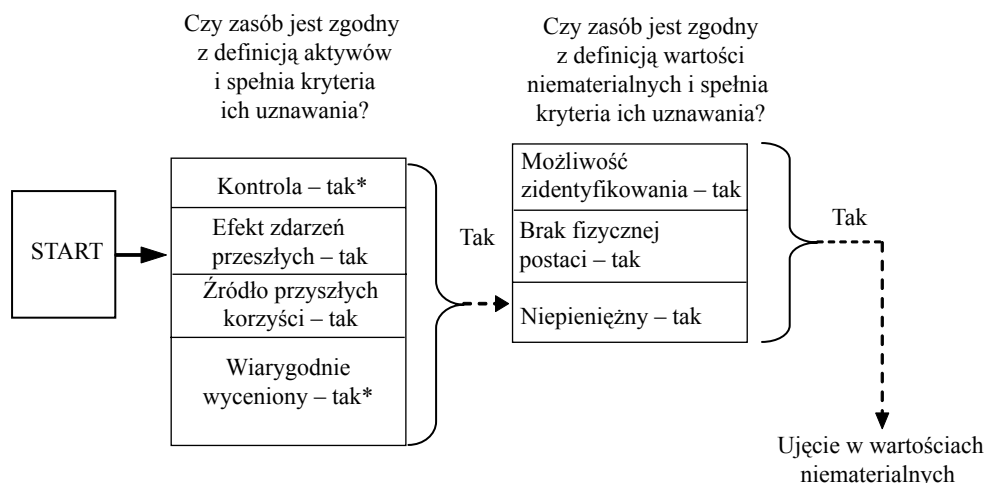 Czy zasób jest zgodny
z definicją aktywów
i spełnia kryteria
ich uznawania?
Czy zasób jest zgodny
z definicją wartości
niematerialnych i spełnia
kryteria ich uznawania?
START
Kontrola – tak*
Efekt zdarzeń
przeszłych – tak
Źródło przyszłych
korzyści – tak
Wiarygodnie
wyceniony – tak*
Tak
Możliwość
zidentyfikowania – tak
Brak fizycznej
postaci – tak
Niepieniężny – tak
Tak
Ujęcie w wartościach
niematerialnych